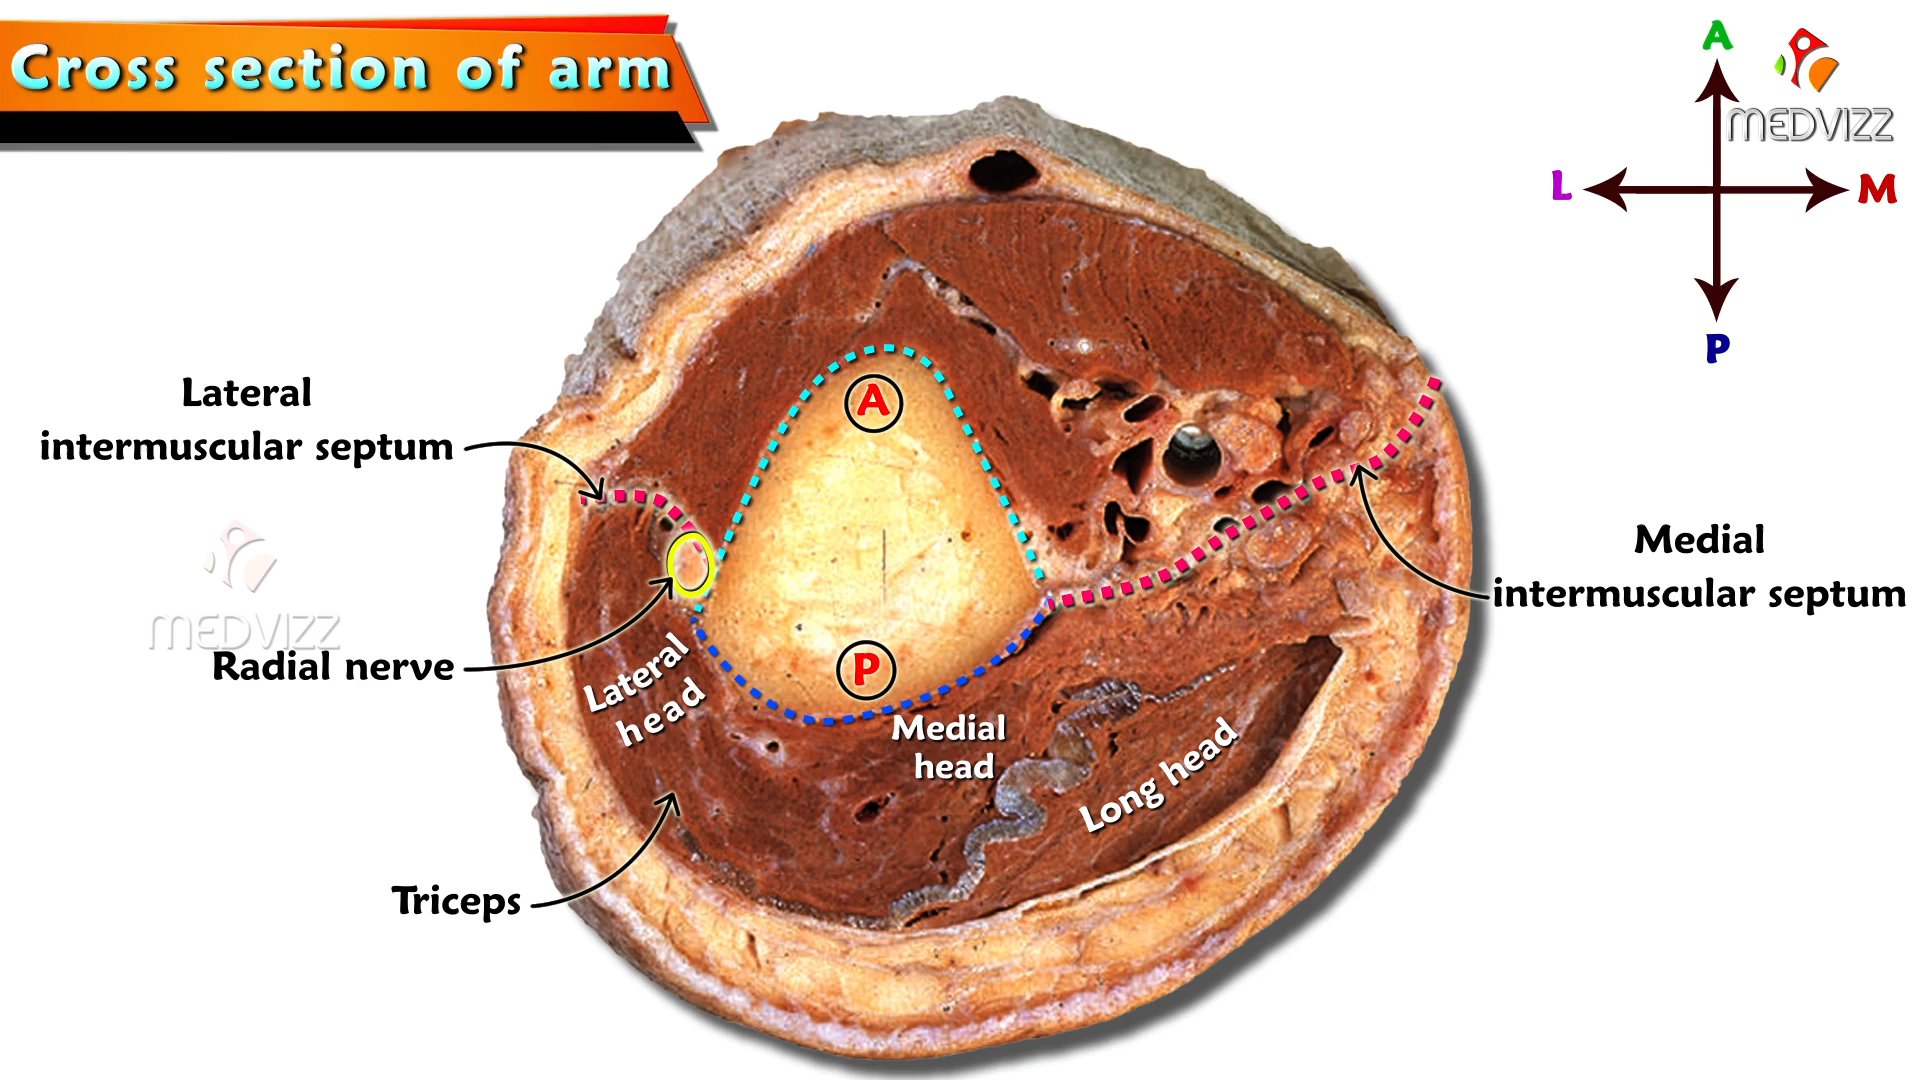 Cross section of arm
A
MEDVIZZ
L
M
P
Lateral
intermuscular septum
A
Medial
intermuscular septum
MEDVIZZ
Radial nerve
P
Lateral
head
Medial
head
Long head
Triceps